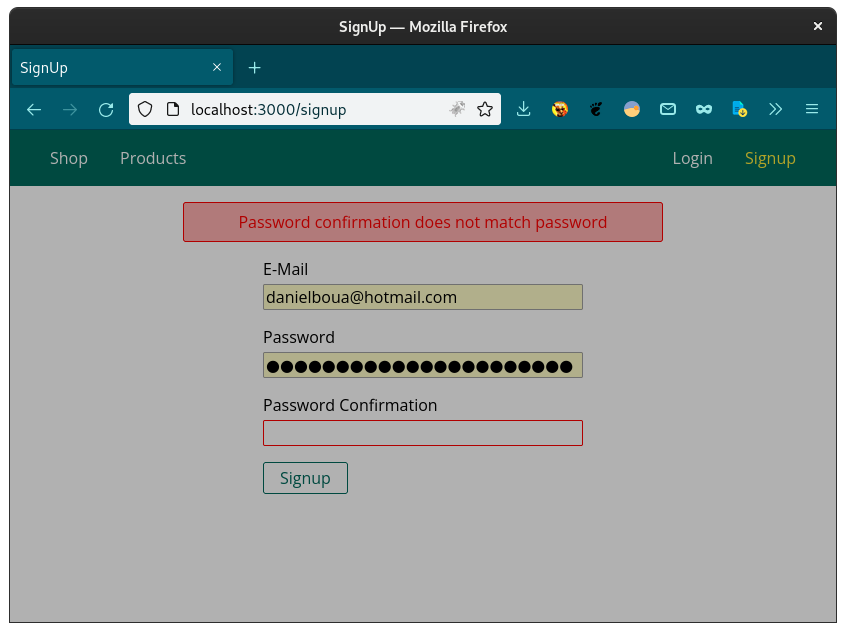 SignUp — Mozilla Firefox
SignUp
localhost:3000/signup
Shop Products Login Signup
Password confirmation does not match password
E-Mail
danielboua@hotmail.com
Password
●●●●●●●●●●●●●●●●●●●●●●
Password Confirmation
Signup